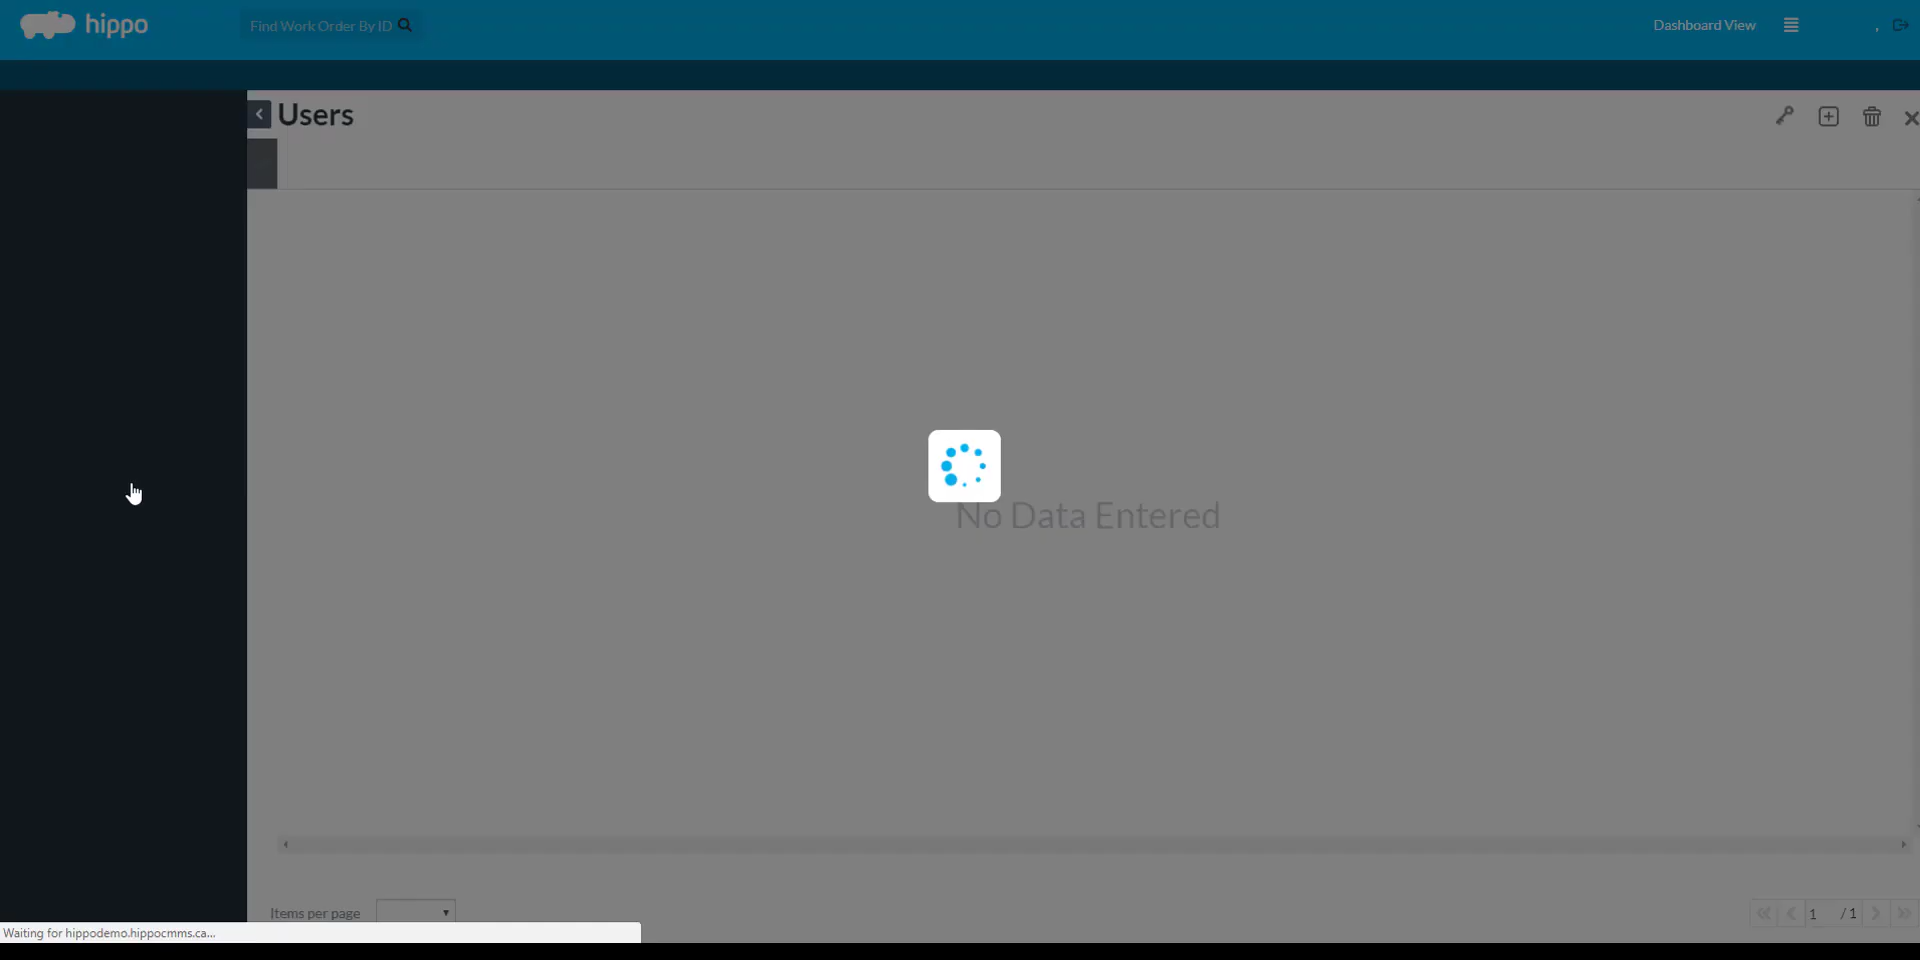 hippo
Find Work Order By ID
Dashboard View
Users
No Data Entered
Items per page
1 / 1
Waiting for hippodemo.hippocmms.ca...